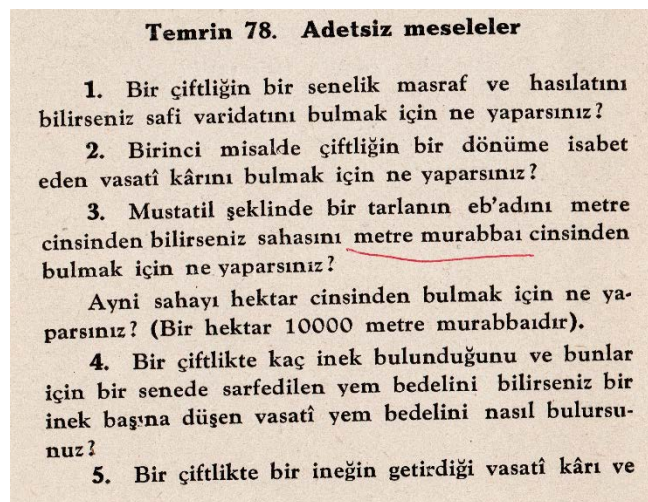 Temrin 78. Adetsiz meseleler
1. Bir çiftliğin bir senelik masraf ve hasılatını
bilirseniz safi varidatını bulmak için ne yaparsınız?
2. Birinci misalde çiftliğin bir dönüme isabet
eden vasatî kârını bulmak için ne yaparsınız?
3. Mustatil şeklinde bir tarlanın eb'adını metre
cinsinden bilirseniz sahasını metre murabbaı cinsinden
bulmak için ne yaparsınız?
Ayni sahayı hektar cinsinden bulmak için ne ya-
parsınız? (Bir hektar 10000 metre murabbaıdır).
4. Bir çiftlikte kaç inek bulunduğunu ve bunlar
için bir senede sarfedilen yem bedelini bilirseniz bir
inek başına düşen vasatî yem bedelini nasıl bulursu-
nuz?
5. Bir çiftlikte bir ineğin getirdiği vasatî kârı ve